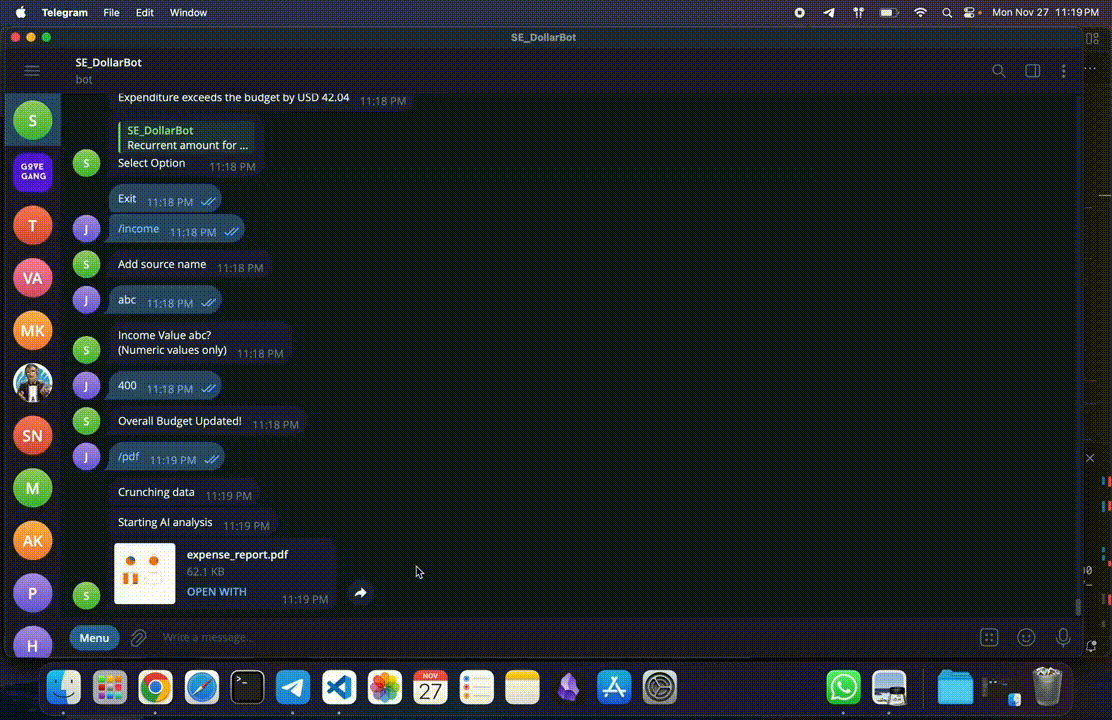 Telegram File Edit Window Mon Nov 27 11:19 PM
SE_DollarBot
SE_DollarBot
bot
Expenditure exceeds the budget by USD 42.04 11:18 PM
S
SE_DollarBot
Recurrent amount for ...
S Select Option 11:18 PM
GOVE
GANG
Exit 11:18 PM
T
J /income 11:18 PM
S Add source name 11:18 PM
VA
J abc 11:18 PM
MK
Income Value abc?
S (Numeric values only) 11:18 PM
J 400 11:18 PM
S Overall Budget Updated! 11:18 PM
SN
J /pdf 11:19 PM
M
Crunching data 11:19 PM
Starting AI analysis 11:19 PM
AK
expense_report.pdf
62.1 KB
P
OPEN WITH
S 11:19 PM
Menu Write a message...
H
NOV
27